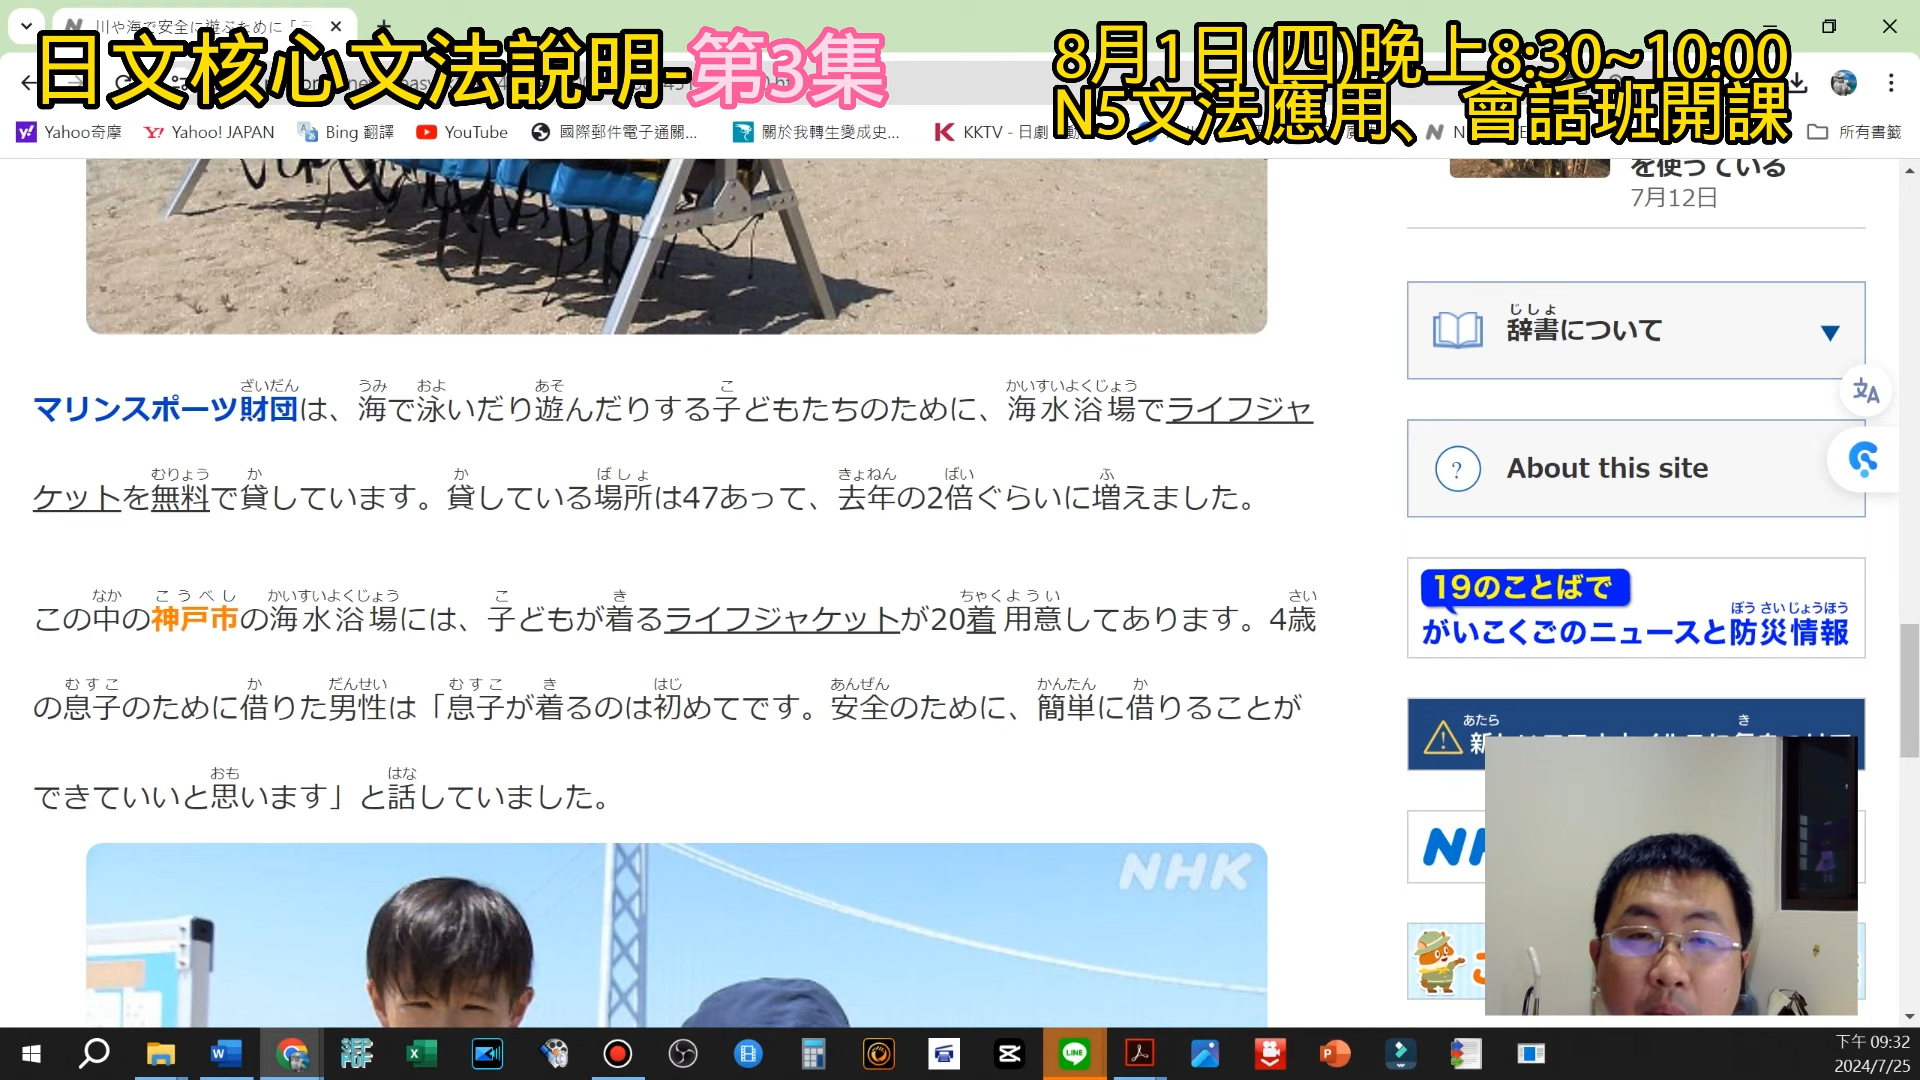 川や海で安全に遊ぶために「ラ
日文核心文法說明-第3集
8月1日(四)晚上8:30~10:00
N5文法應用、會話班開課
Yahoo奇摩
Yahoo! JAPAN
Bing 翻譯
YouTube
國際郵件電子通關...
關於我轉生變成史...
KKTV - 日劇
所有書籤
を使っている
7月12日
じしょ
辞書について
About this site
19のことばで
ぼうさいじょうほう
がいこくごのニュースと防災情報
あたら き
ざいだん うみ およ あそ こ かいすいよくじょう
マリンスポーツ財団は、海で泳いだり遊んだりする子どもたちのために、海水浴場でライフジャ
むりょう か か ばしょ きょねん ばい ふ
ケットを無料で貸しています。貸している場所は47あって、去年の2倍ぐらいに増えました。
なか こうべし かいすいよくじょう こ き ちゃくようい さい
この中の神戸市の海水浴場には、子どもが着るライフジャケットが20着用意してあります。4歳
むすこ か だんせい むすこ き はじ あんぜん かんたん か
の息子のために借りた男性は「息子が着るのは初めてです。安全のために、簡単に借りることが
おも はな
できていいと思います」と話していました。
NHK
下午 09:32
2024/7/25